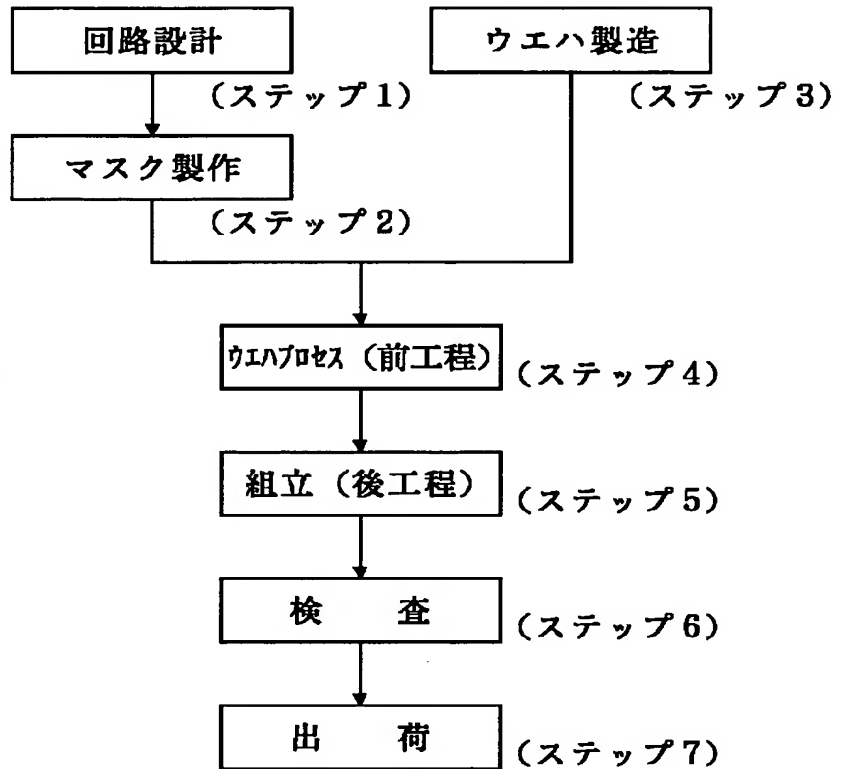 回路設計
ウエハ製造
(ステップ1)
(ステップ3)
マスク製作
(ステップ2)
ウエハプロセス(前工程)
(ステップ4)
組立(後工程)
(ステップ5)
検 査
(ステップ6)
出 荷
(ステップ7)